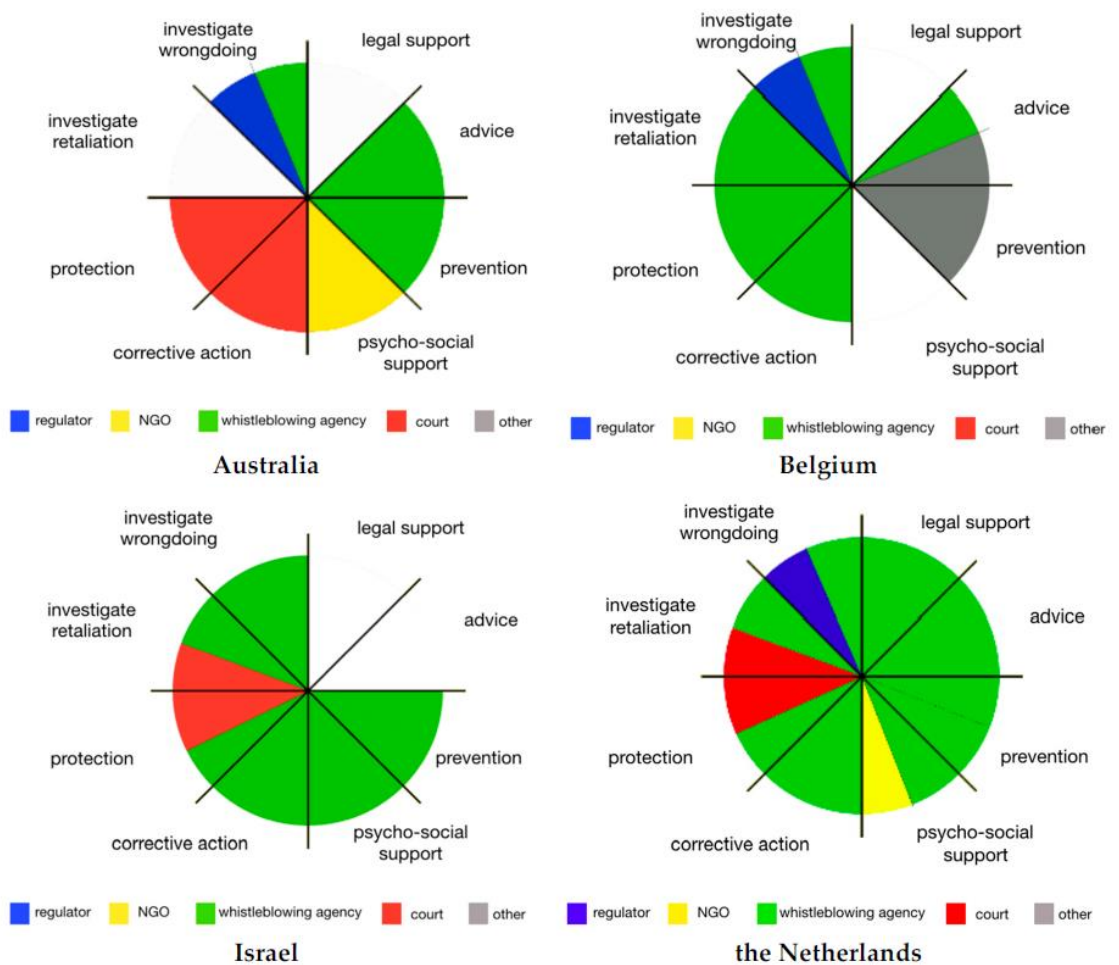 investigate
wrongdoing
legal support
investigate
retaliation
advice
protection
prevention
corrective action
psycho-social
support
regulator NGO whistleblowing agency court other
Australia
investigate
wrongdoing
legal support
investigate
retaliation
advice
protection
prevention
corrective action
psycho-social
support
regulator NGO whistleblowing agency court other
Belgium
investigate
wrongdoing
legal support
investigate
retaliation
advice
protection
prevention
corrective action
psycho-social
support
regulator NGO whistleblowing agency court other
Israel
investigate
wrongdoing
legal support
investigate
retaliation
advice
protection
prevention
corrective action
psycho-social
support
regulator NGO whistleblowing agency court other
the Netherlands